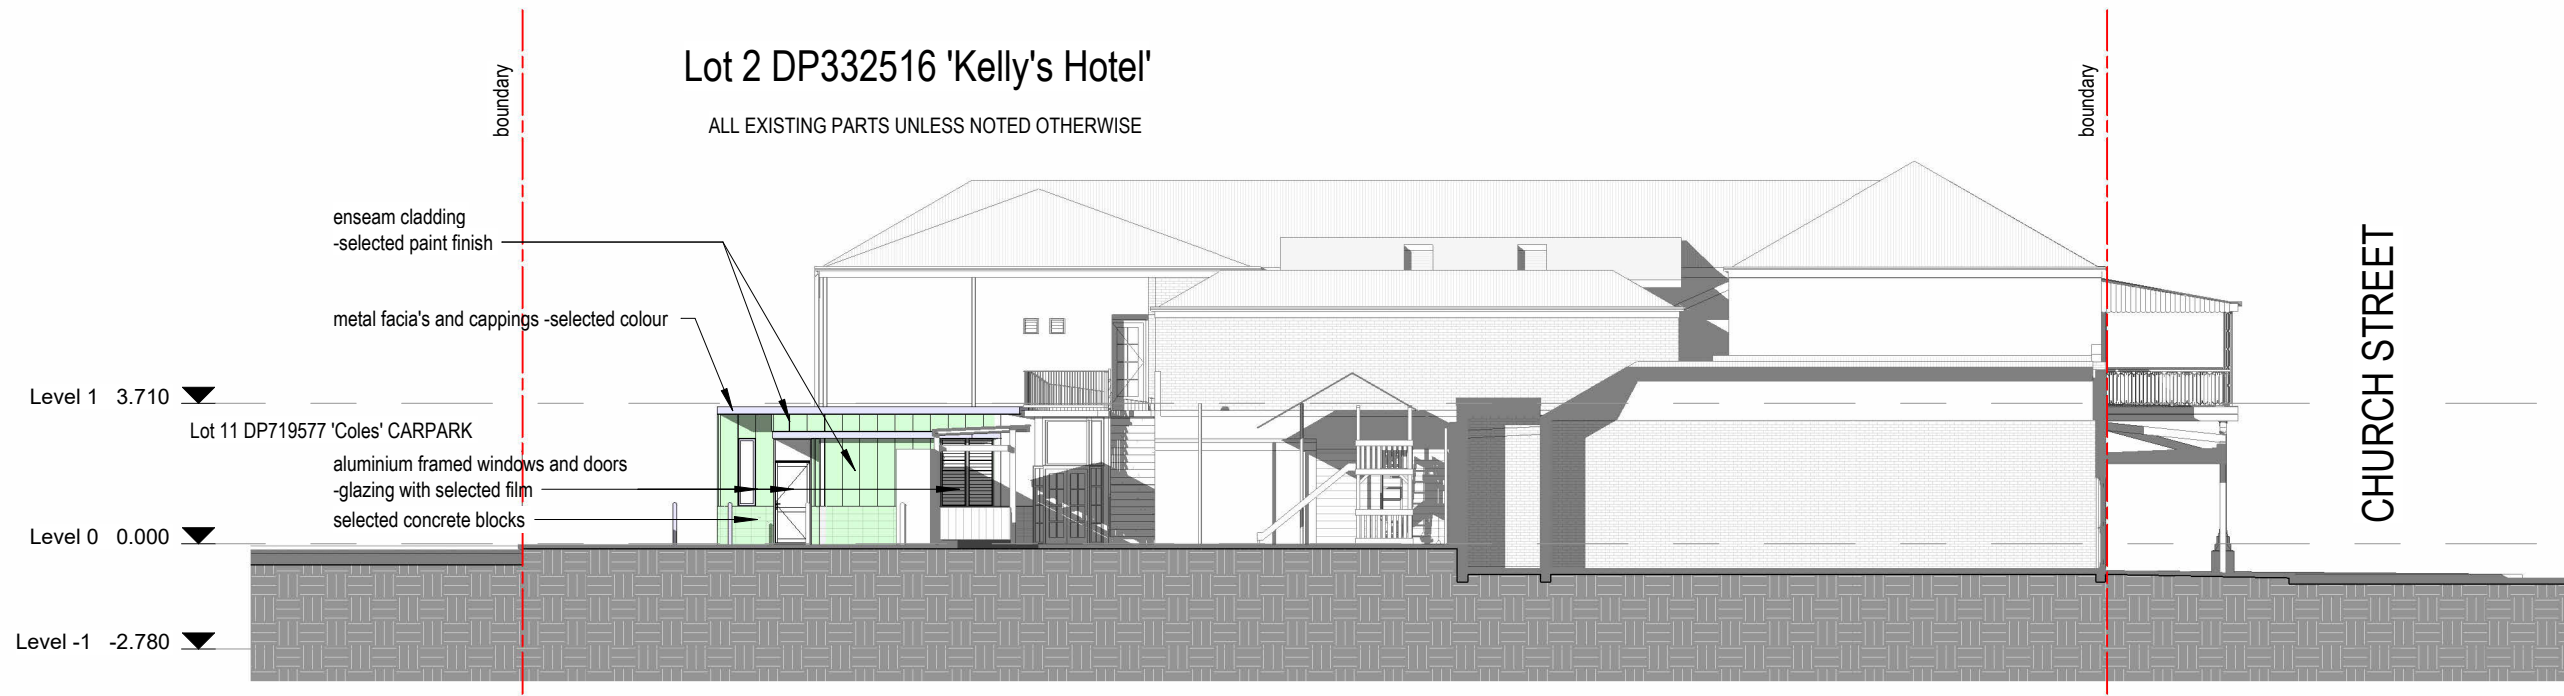 Lot 2 DP332516 'Kelly's Hotel'
ALL EXISTING PARTS UNLESS NOTED OTHERWISE
boundary
boundary
enseam cladding
-selected paint finish
metal facia's and cappings -selected colour
Level 1 3.710
Lot 11 DP719577 'Coles' CARPARK
aluminium framed windows and doors
-glazing with selected film
selected concrete blocks
Level 0 0.000
Level -1 -2.780
CHURCH STREET